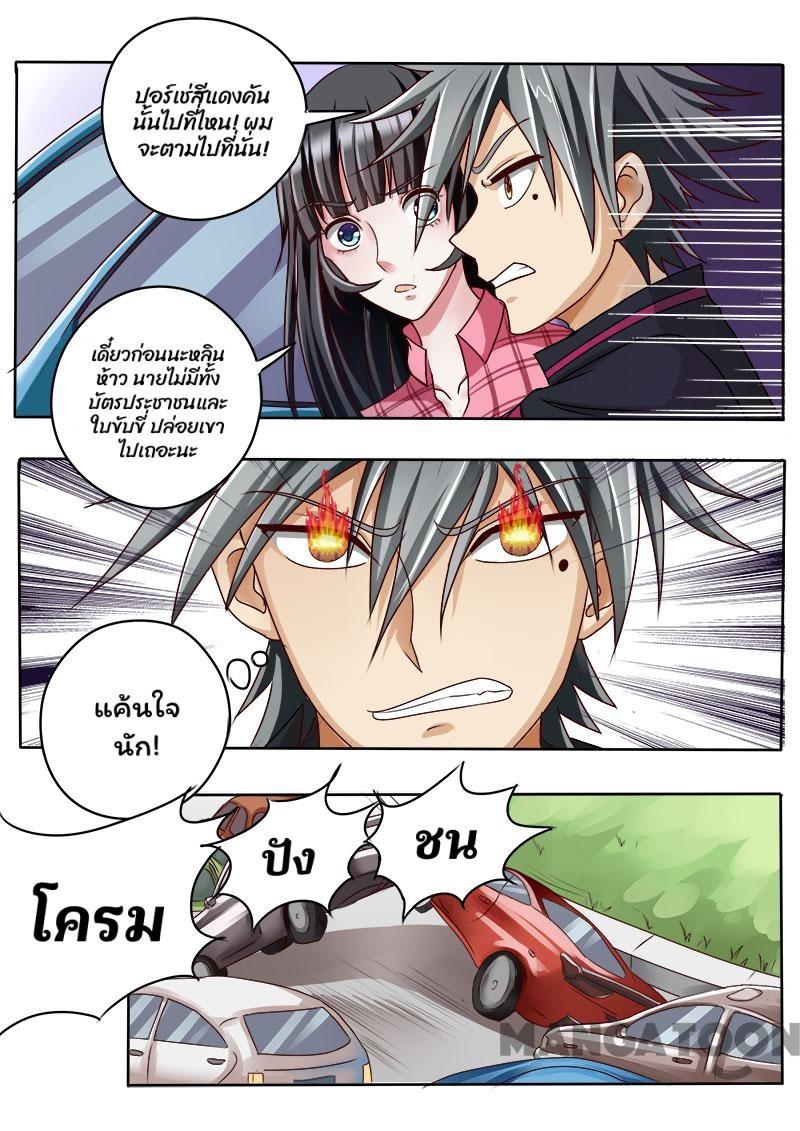 ปอร์เช่สีแดงคัน
นั้นไปที่ไหน! ผม
จะตามไปที่นั่น!
เดี๋ยวก่อนนะหลิน
ห้าว นายไม่มีทั้ง
บัตรประชาชนและ
ใบขับขี่ ปล่อยเขา
ไปเถอะนะ
แค้นใจ
นัก!
โครม
ปัง
ชน
MANGATOON